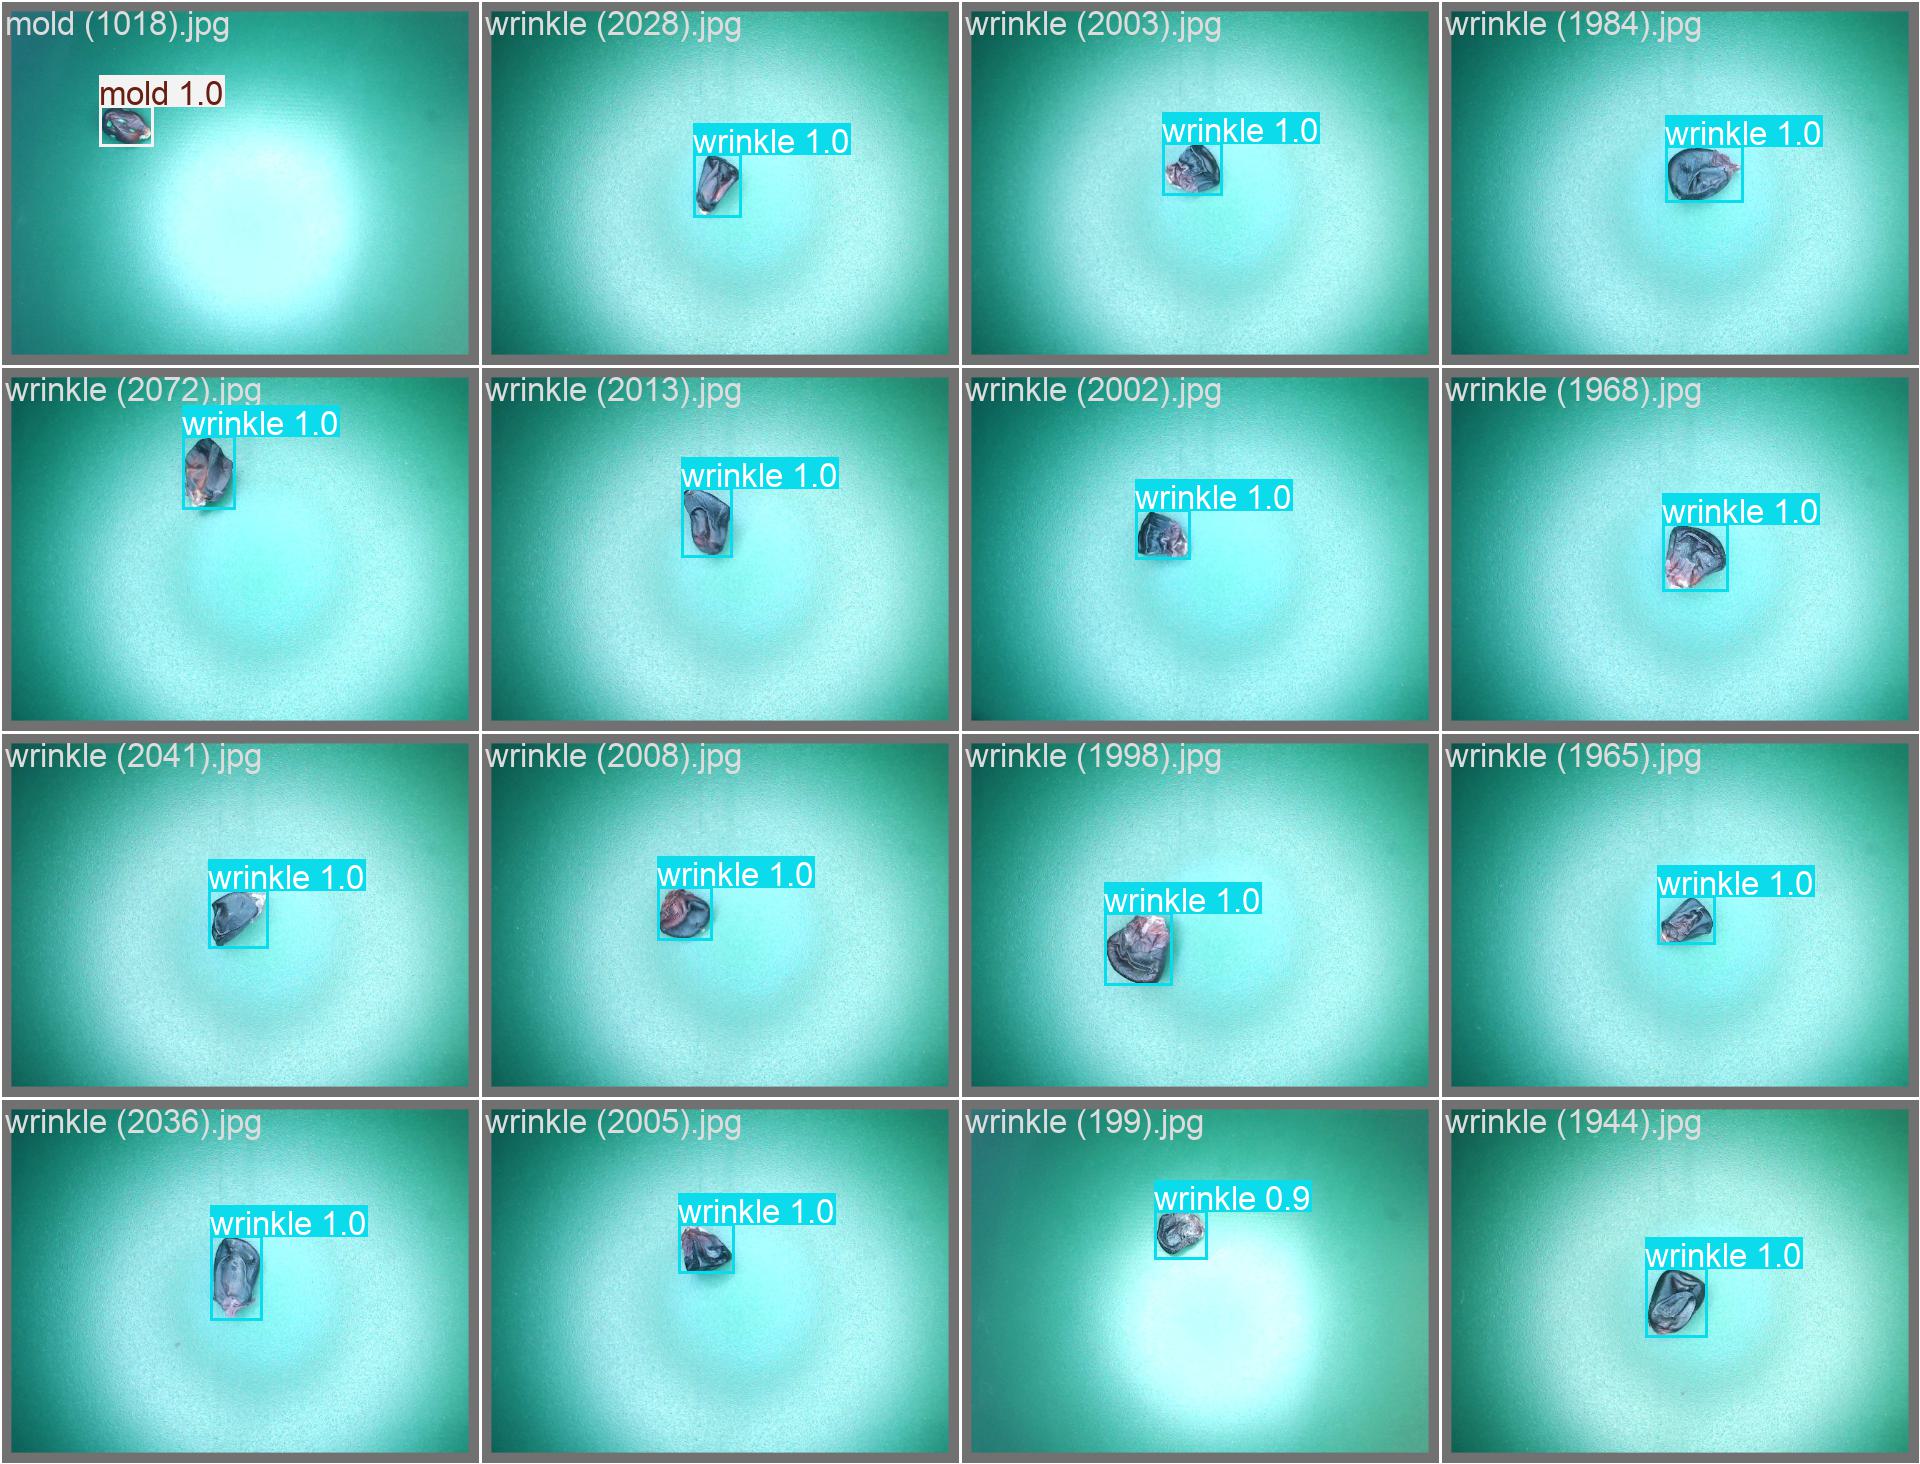 mold (1018).jpg
mold 1.0
wrinkle (2028).jpg
wrinkle 1.0
wrinkle (2003).jpg
wrinkle 1.0
wrinkle (1984).jpg
wrinkle 1.0
wrinkle (2072).jpg
wrinkle 1.0
wrinkle (2013).jpg
wrinkle 1.0
wrinkle (2002).jpg
wrinkle 1.0
wrinkle (1968).jpg
wrinkle 1.0
wrinkle (2041).jpg
wrinkle 1.0
wrinkle (2008).jpg
wrinkle 1.0
wrinkle (1998).jpg
wrinkle 1.0
wrinkle (1965).jpg
wrinkle 1.0
wrinkle (2036).jpg
wrinkle 1.0
wrinkle (2005).jpg
wrinkle 1.0
wrinkle (199).jpg
wrinkle 0.9
wrinkle (1944).jpg
wrinkle 1.0